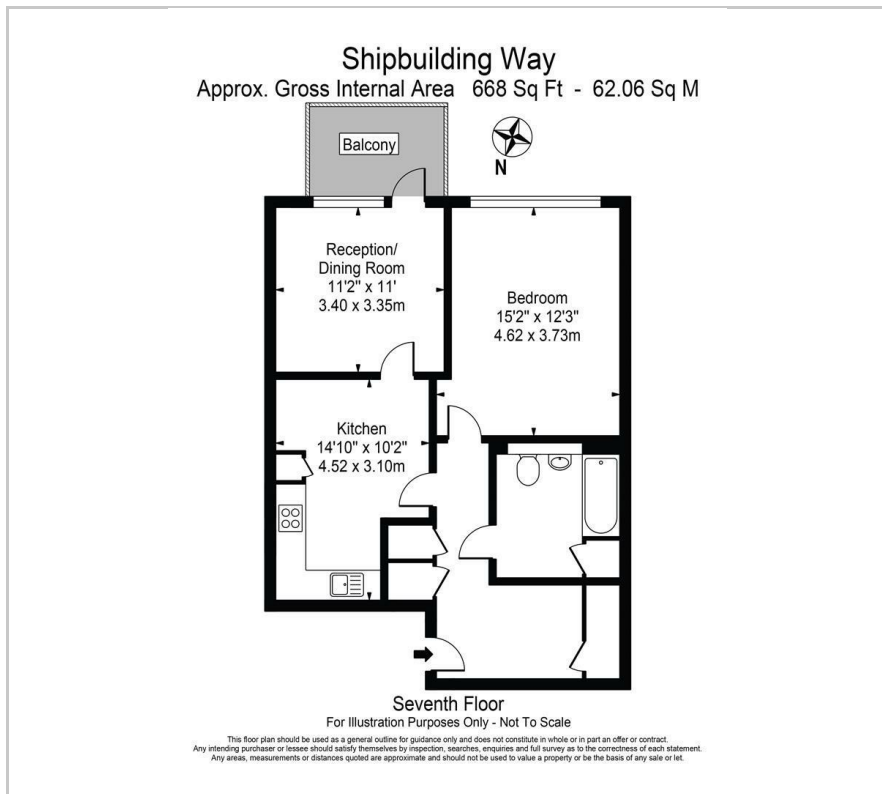 Shipbuilding Way
Approx. Gross Internal Area 668 Sq Ft - 62.06 Sq M
Balcony
N
Reception/
Dining Room
11'2" x 11'
3.40 x 3.35m
Bedroom
15'2" x 12'3"
4.62 x 3.73m
Kitchen
14'10" x 10'2"
4.52 x 3.10m
Seventh Floor
For Illustration Purposes Only - Not To Scale
This floor plan should be used as a general outline for guidance only and does not constitute in whole or in part an offer or contract.
Any intending purchaser or lessee should satisfy themselves by inspection, searches, enquiries and full survey as to the correctness of each statement.
Any areas, measurements or distances quoted are approximate and should not be used to value a property or be the basis of any sale or let.